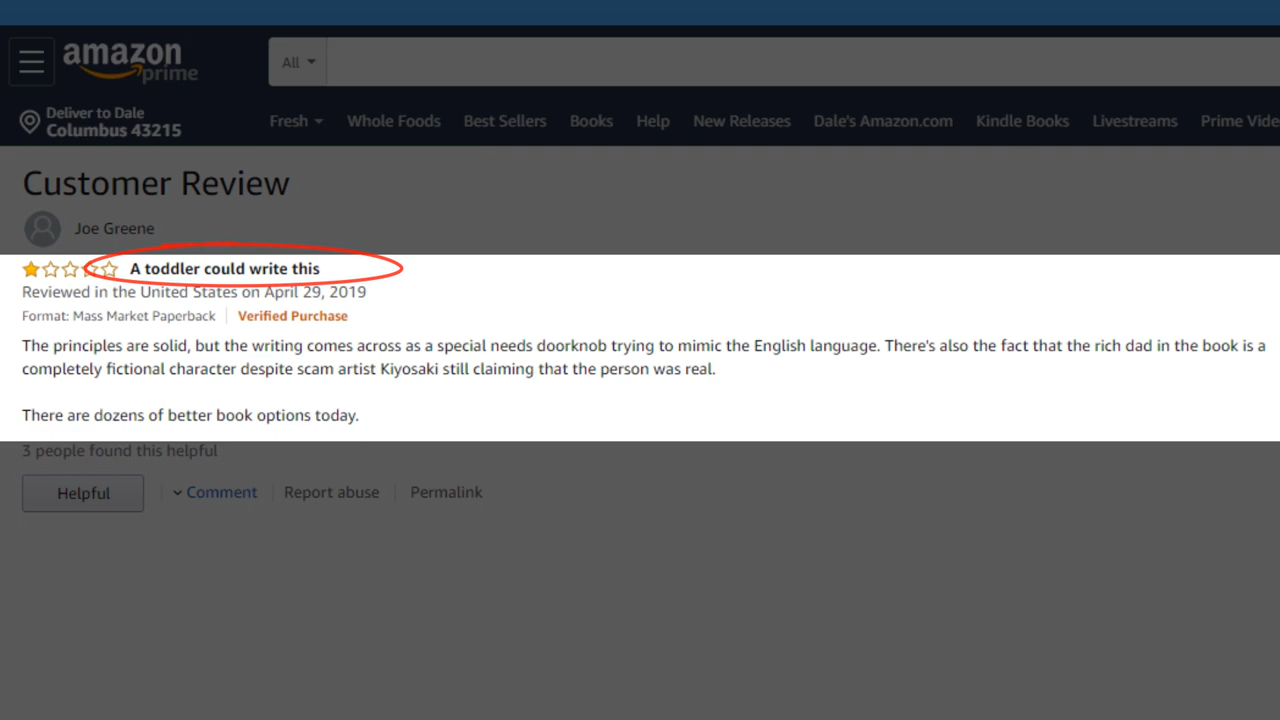 amazon
prime
All
Deliver to Dale
Columbus 43215
Fresh Whole Foods Best Sellers Books Help New Releases Dale's Amazon.com Kindle Books Livestreams Prime Vide
Customer Review
Joe Greene
A toddler could write this
Reviewed in the United States on April 29, 2019
Format: Mass Market Paperback Verified Purchase
The principles are solid, but the writing comes across as a special needs doorknob trying to mimic the English language. There's also the fact that the rich dad in the book is a
completely fictional character despite scam artist Kiyosaki still claiming that the person was real.
There are dozens of better book options today.
3 people found this helpful
Helpful Comment Report abuse Permalink